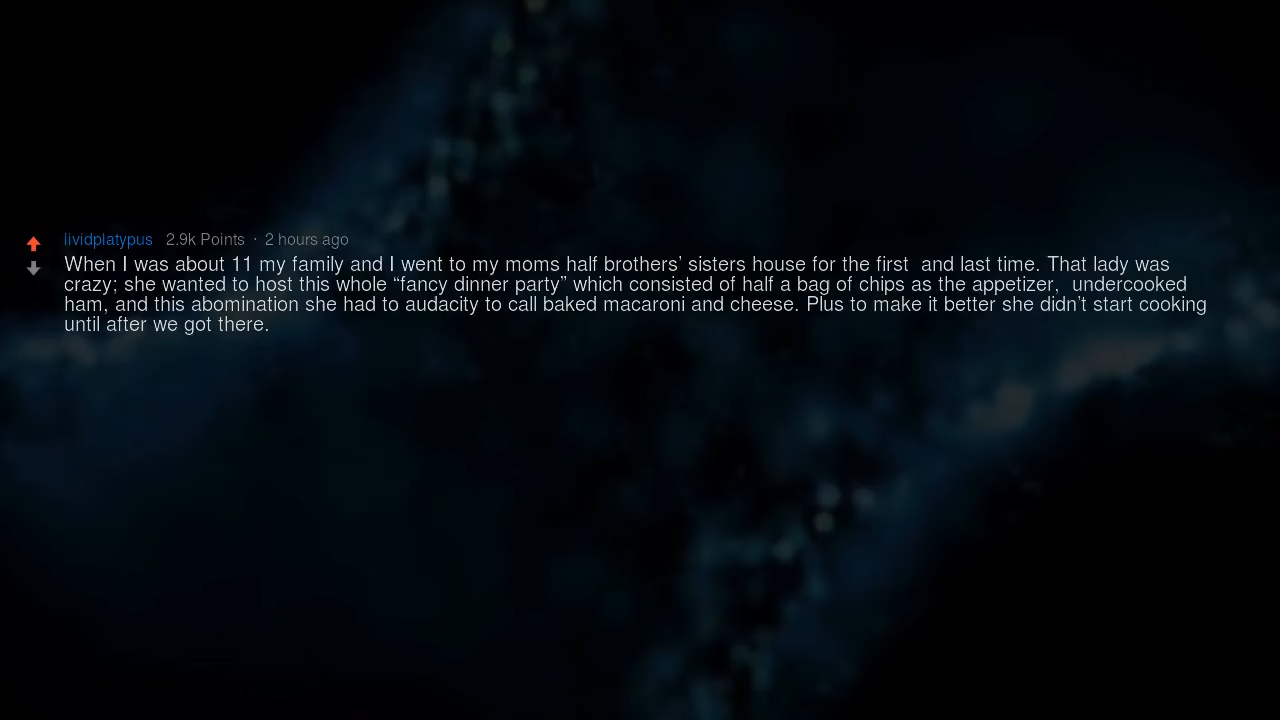 lividplatypus 2.9k Points · 2 hours ago
When I was about 11 my family and I went to my moms half brothers’ sisters house for the first  and last time. That lady was
crazy; she wanted to host this whole “fancy dinner party” which consisted of half a bag of chips as the appetizer,  undercooked
ham, and this abomination she had to audacity to call baked macaroni and cheese. Plus to make it better she didn’t start cooking
until after we got there.